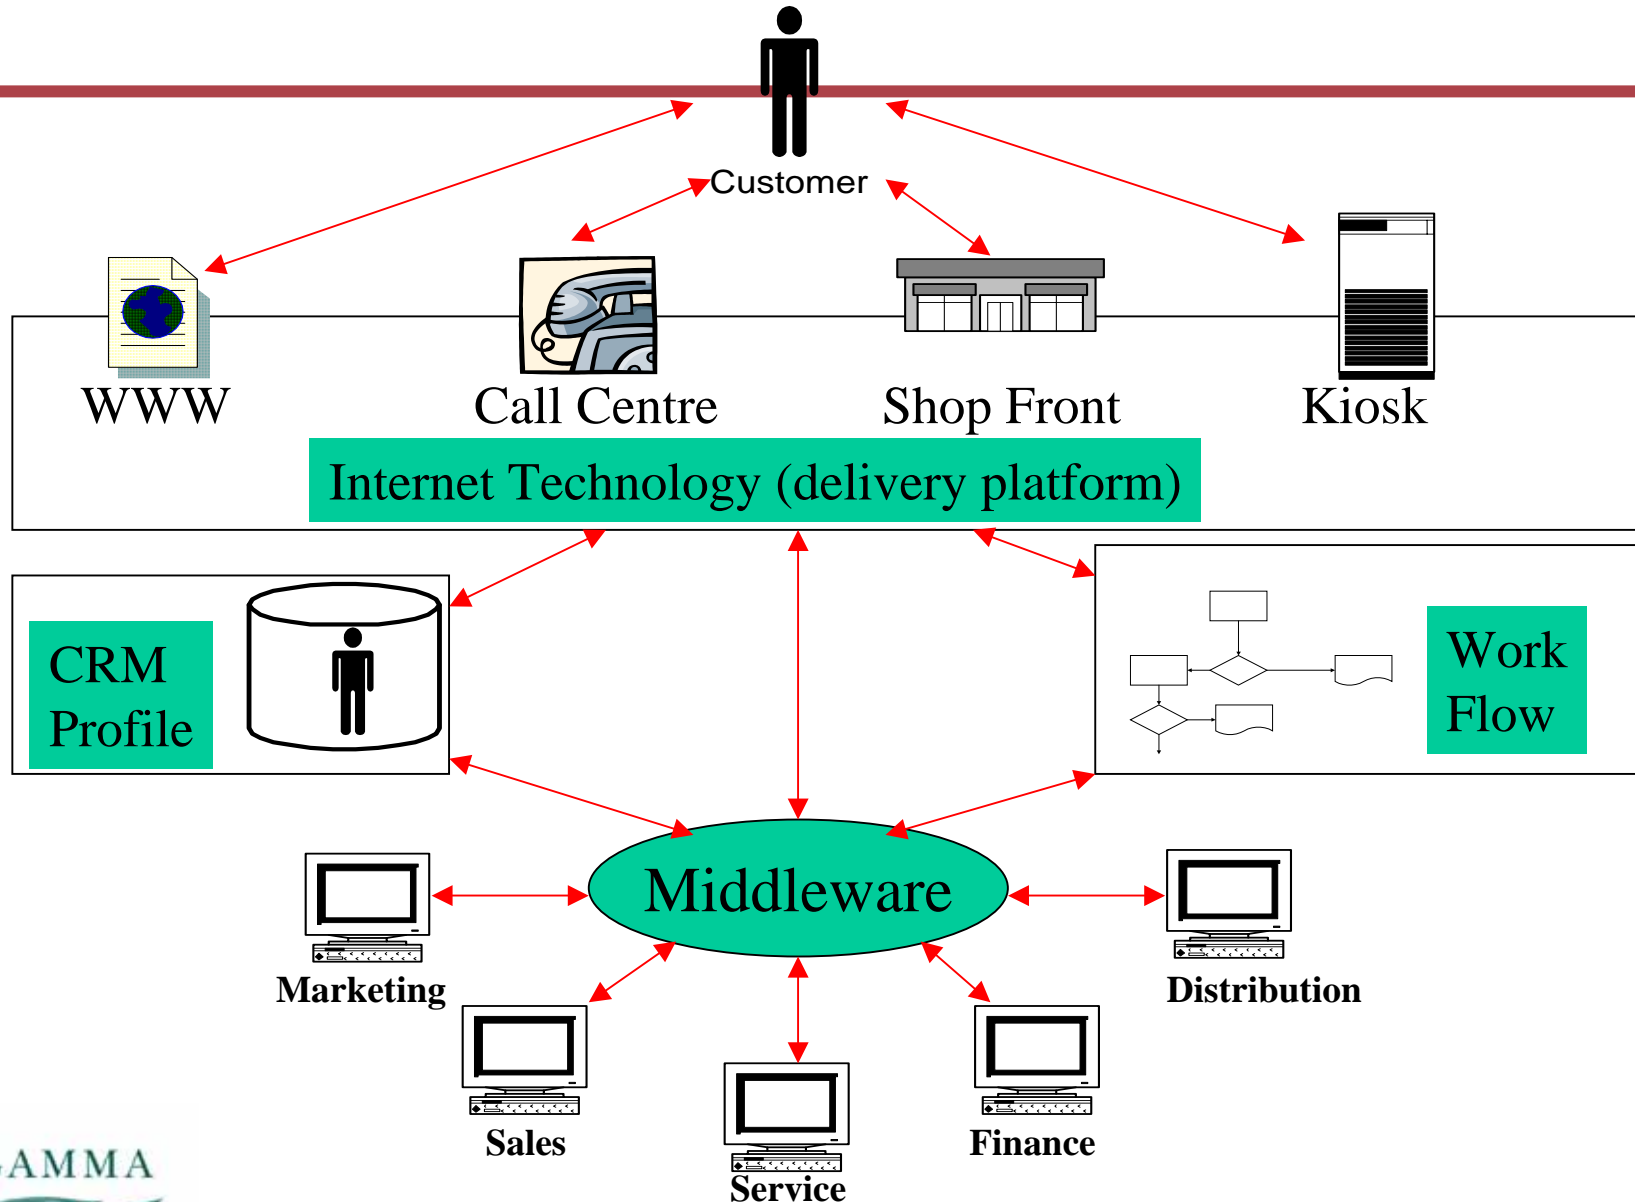 Customer
WWW
Call Centre
Shop Front
Kiosk
Internet Technology (delivery platform)
CRM
Profile
Work
Flow
Middleware
Marketing
Distribution
Sales
Finance
Service
AMMA